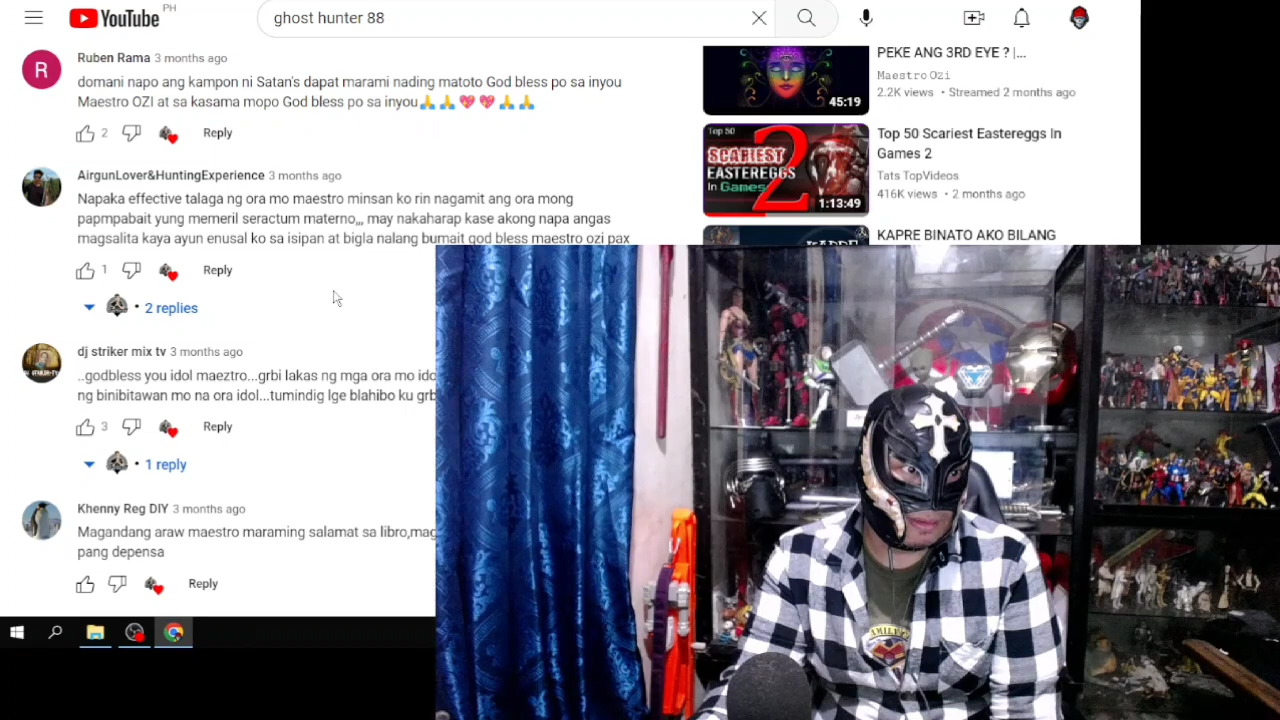 YouTube PH
ghost hunter 88
Ruben Rama 3 months ago
domani napo ang kampon ni Satan's dapat marami nading matoto God bless po sa inyou
Maestro OZI at sa kasama mopo God bless po sa inyou🙏🙏💖💖🙏🙏
2
Reply
AirgunLover&HuntingExperience 3 months ago
Napaka effective talaga ng ora mo maestro minsan ko rin nagamit ang ora mong
papmpabait yung memeril seractum materno,,, may nakaharap kase akong napa angas
magsalita kaya ayun enusal ko sa isipan at bigla nalang bumait god bless maestro ozi pax
1
Reply
• 2 replies
dj striker mix tv 3 months ago
..godbless you idol maeztro...grbi lakas ng mga ora mo ido
ng binibitawan mo na ora idol...tumindig lge blahibo ku grb
3
Reply
• 1 reply
Khenny Reg DIY 3 months ago
Magandang araw maestro maraming salamat sa libro,mag
pang depensa
Reply
PEKE ANG 3RD EYE ? |...
Maestro Ozi
2.2K views • Streamed 2 months ago
45:19
Top 50
SCARIEST
EASTEREGGS
In Games
2
1:13:49
Top 50 Scariest Eastereggs In
Games 2
Tats TopVideos
416K views • 2 months ago
KAPRE BINATO AKO BILANG